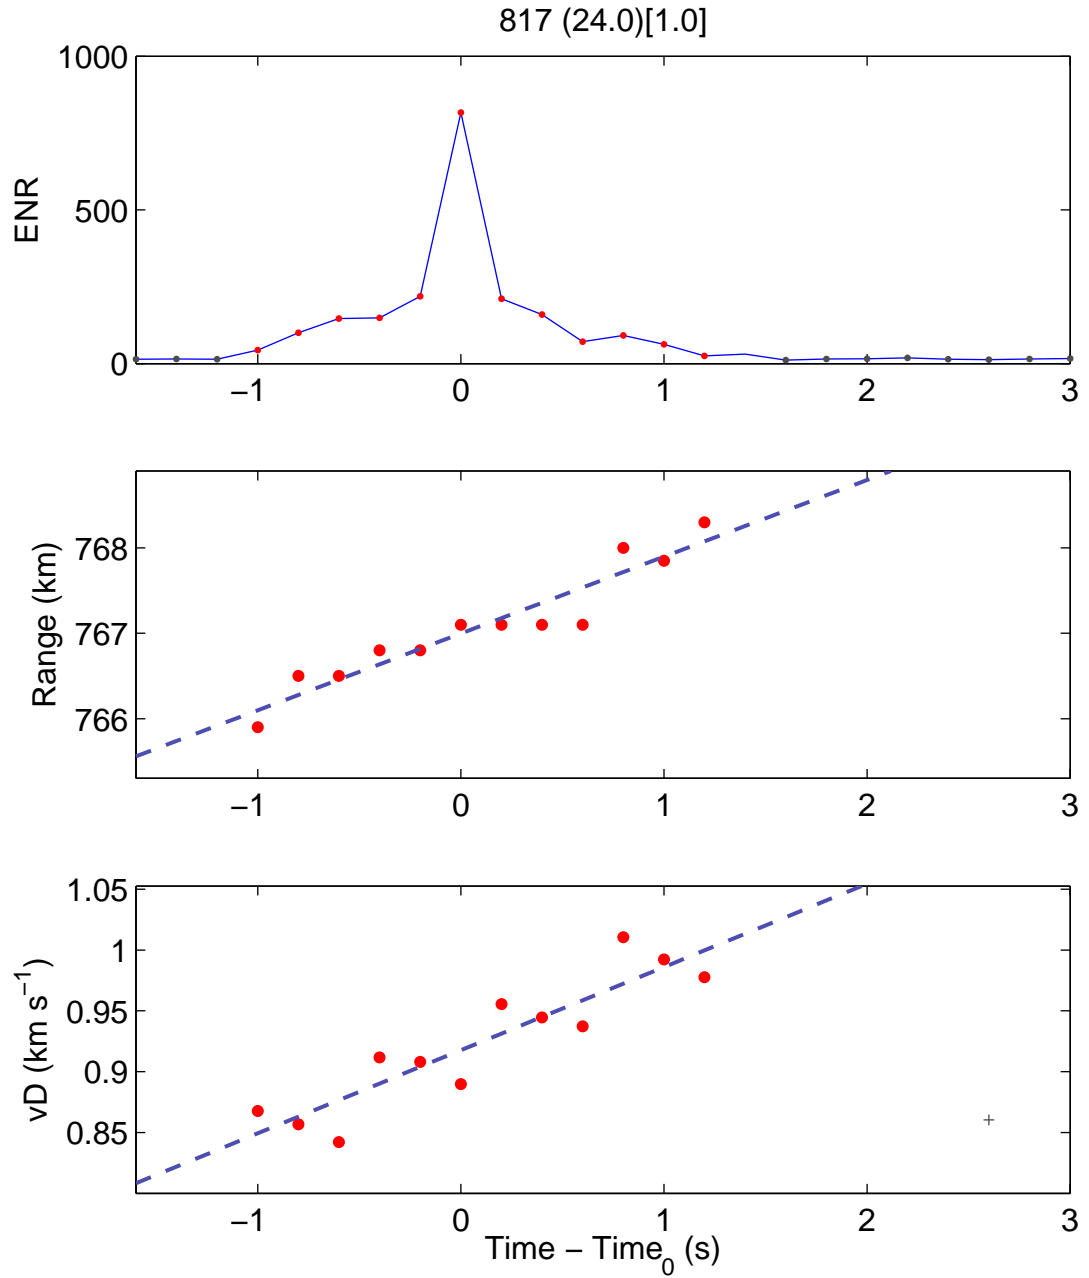 817 (24.0)[1.0]
1000
500
0
ENR
−1 0 1 2 3
768
767
766
Range (km)
−1 0 1 2 3
1.05
1
0.95
0.9
0.85
vD (km s⁻¹)
−1 0 1 2 3
Time − Time₀ (s)